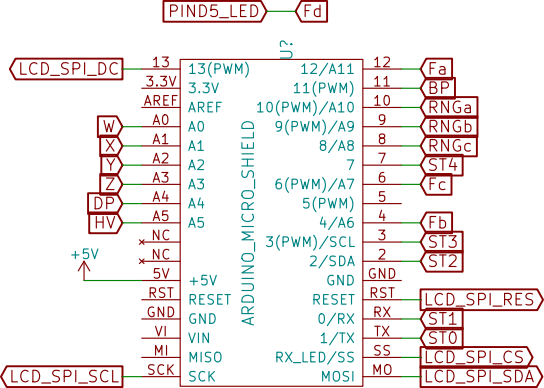 PIND5_LED Fd
U?
LCD_SPI_DC 13 13(PWM) 12/A11 12 Fa
3.3V 3.3V 11(PWM) 11 BP
AREF AREF 10(PWM)/A10 10 RNGa
W A0 A0 9(PWM)/A9 9 RNGb
X A1 A1 8/A8 8 RNGc
Y A2 A2 7 7 ST4
Z A3 A3 6(PWM)/A7 6 Fc
DP A4 A4 5(PWM) 5
HV A5 A5 4/A6 4 Fb
NC 3(PWM)/SCL 3 ST3
NC 2/SDA 2 ST2
+5V
5V +5V GND GND
RST RESET RESET RST LCD_SPI_RES
GND GND 0/RX RX ST1
VI VIN 1/TX TX ST0
MI MISO RX_LED/SS SS LCD_SPI_CS
LCD_SPI_SCL SCK SCK MOSI MO LCD_SPI_SDA
ARDUINO_MICRO_SHIELD